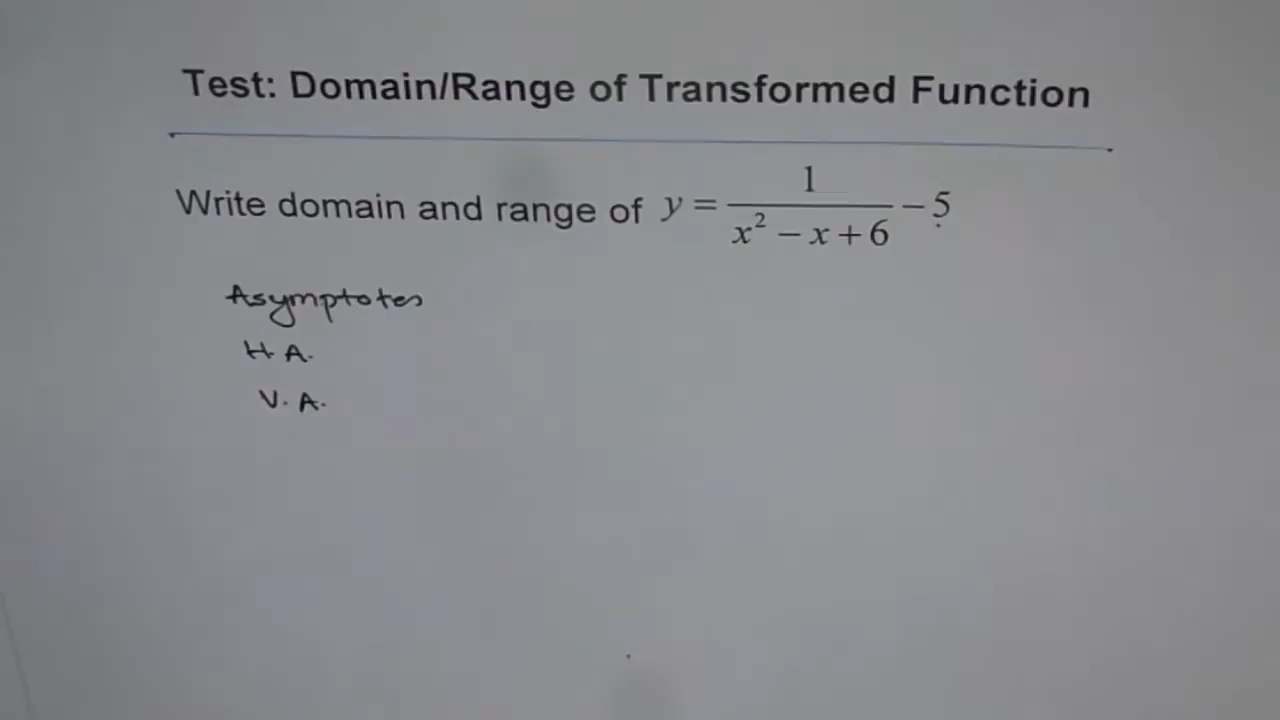 Test: Domain/Range of Transformed Function
Write domain and range of y = 1/(x² − x + 6) − 5
Asymptotes
H A.
V. A.